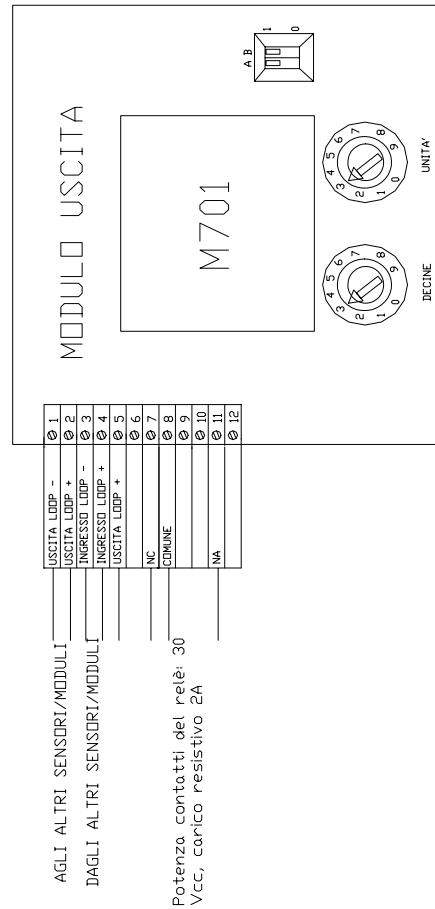 MODULO USCITA
M701
A B
1
0
0 1 2 3 4 5 6 7 8 9
DECINE
0 1 2 3 4 5 6 7 8 9
UNITA'
USCITA LOOP - 1
USCITA LOOP + 2
INGRESSO LOOP - 3
INGRESSO LOOP + 4
USCITA LOOP + 5
6
NC 7
COMUNE 8
9
10
NA 11
12
AGLI ALTRI SENSORI/MODULI
DAGLI ALTRI SENSORI/MODULI
Potenza contatti del relè: 30
Vcc, carico resistivo 2A